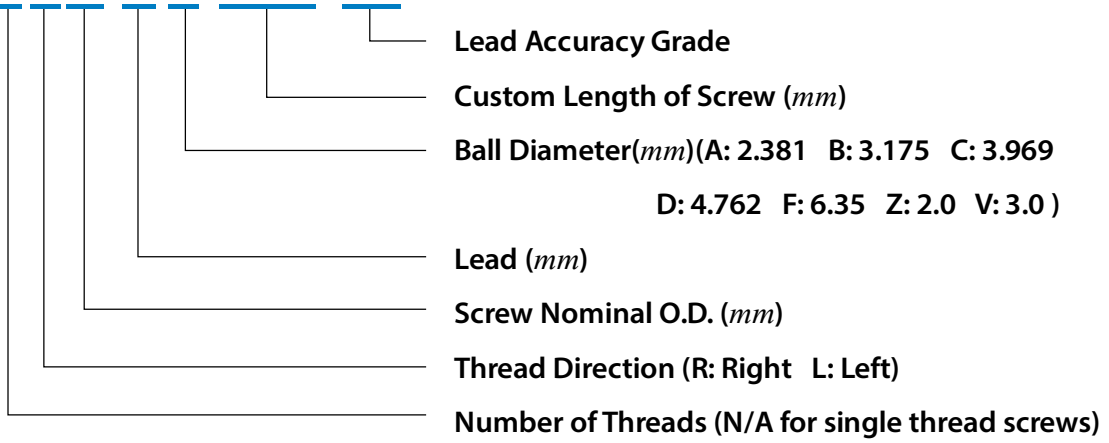 Lead Accuracy Grade
Custom Length of Screw (mm)
Ball Diameter(mm)(A: 2.381 B: 3.175 C: 3.969
D: 4.762 F: 6.35 Z: 2.0 V: 3.0 )
Lead (mm)
Screw Nominal O.D. (mm)
Thread Direction (R: Right L: Left)
Number of Threads (N/A for single thread screws)